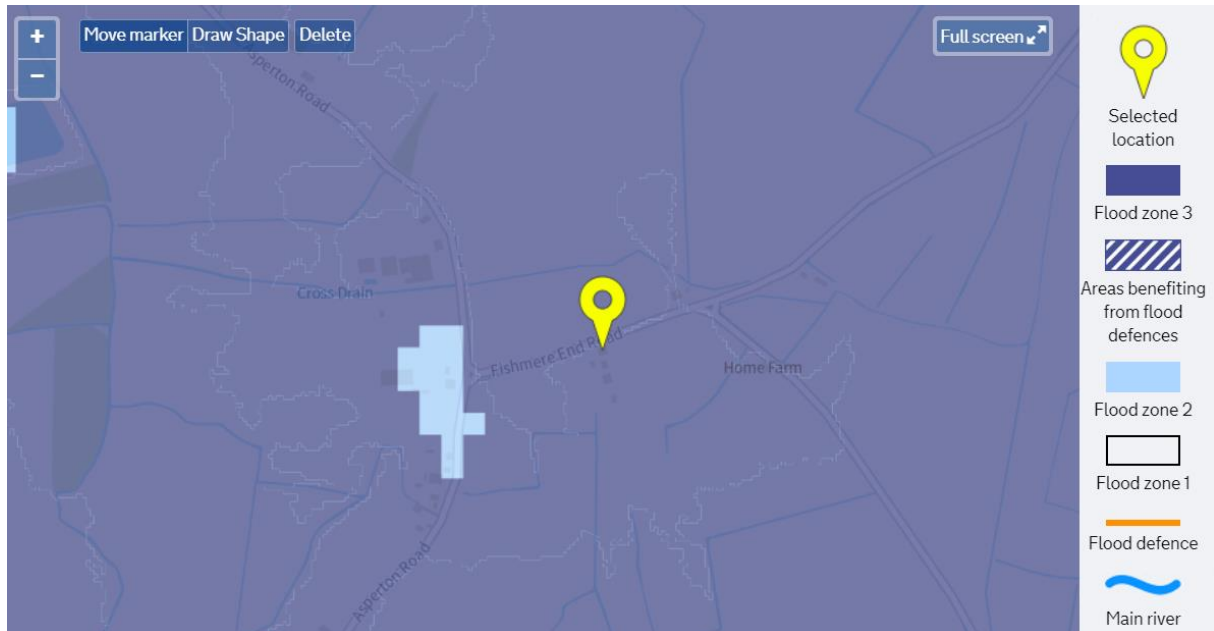 +
−
Move marker
Draw Shape
Delete
Full screen
Asperton Road
Cross Drain
Fishmere End Road
Home Farm
Asperton Road
Selected
location
Flood zone 3
Areas benefiting
from flood
defences
Flood zone 2
Flood zone 1
Flood defence
Main river